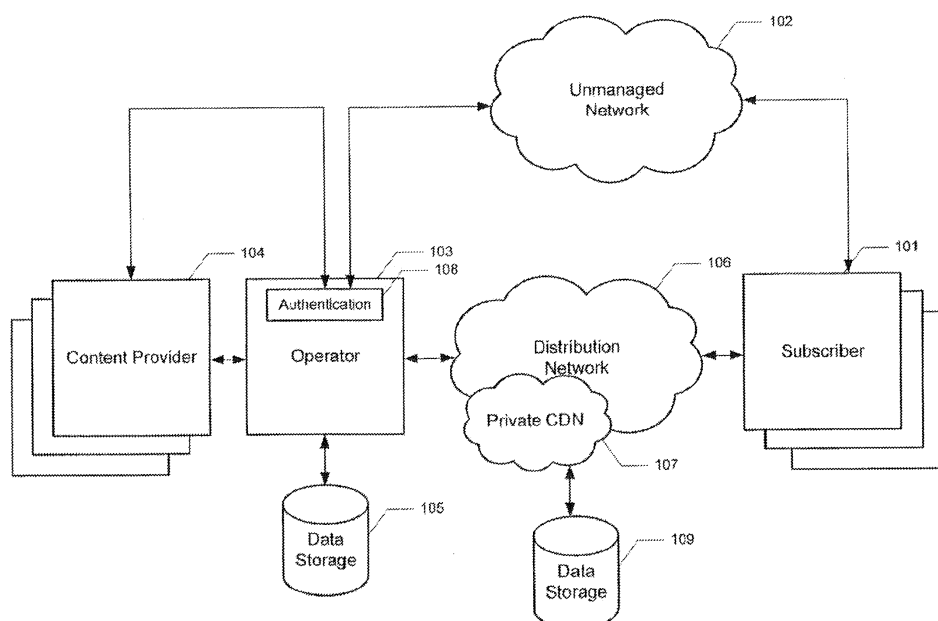 102
Unmanaged
Network
104
103
108
106
101
Authentication
Content Provider
Operator
Distribution
Network
Subscriber
Private CDN
107
105
Data
Storage
109
Data
Storage